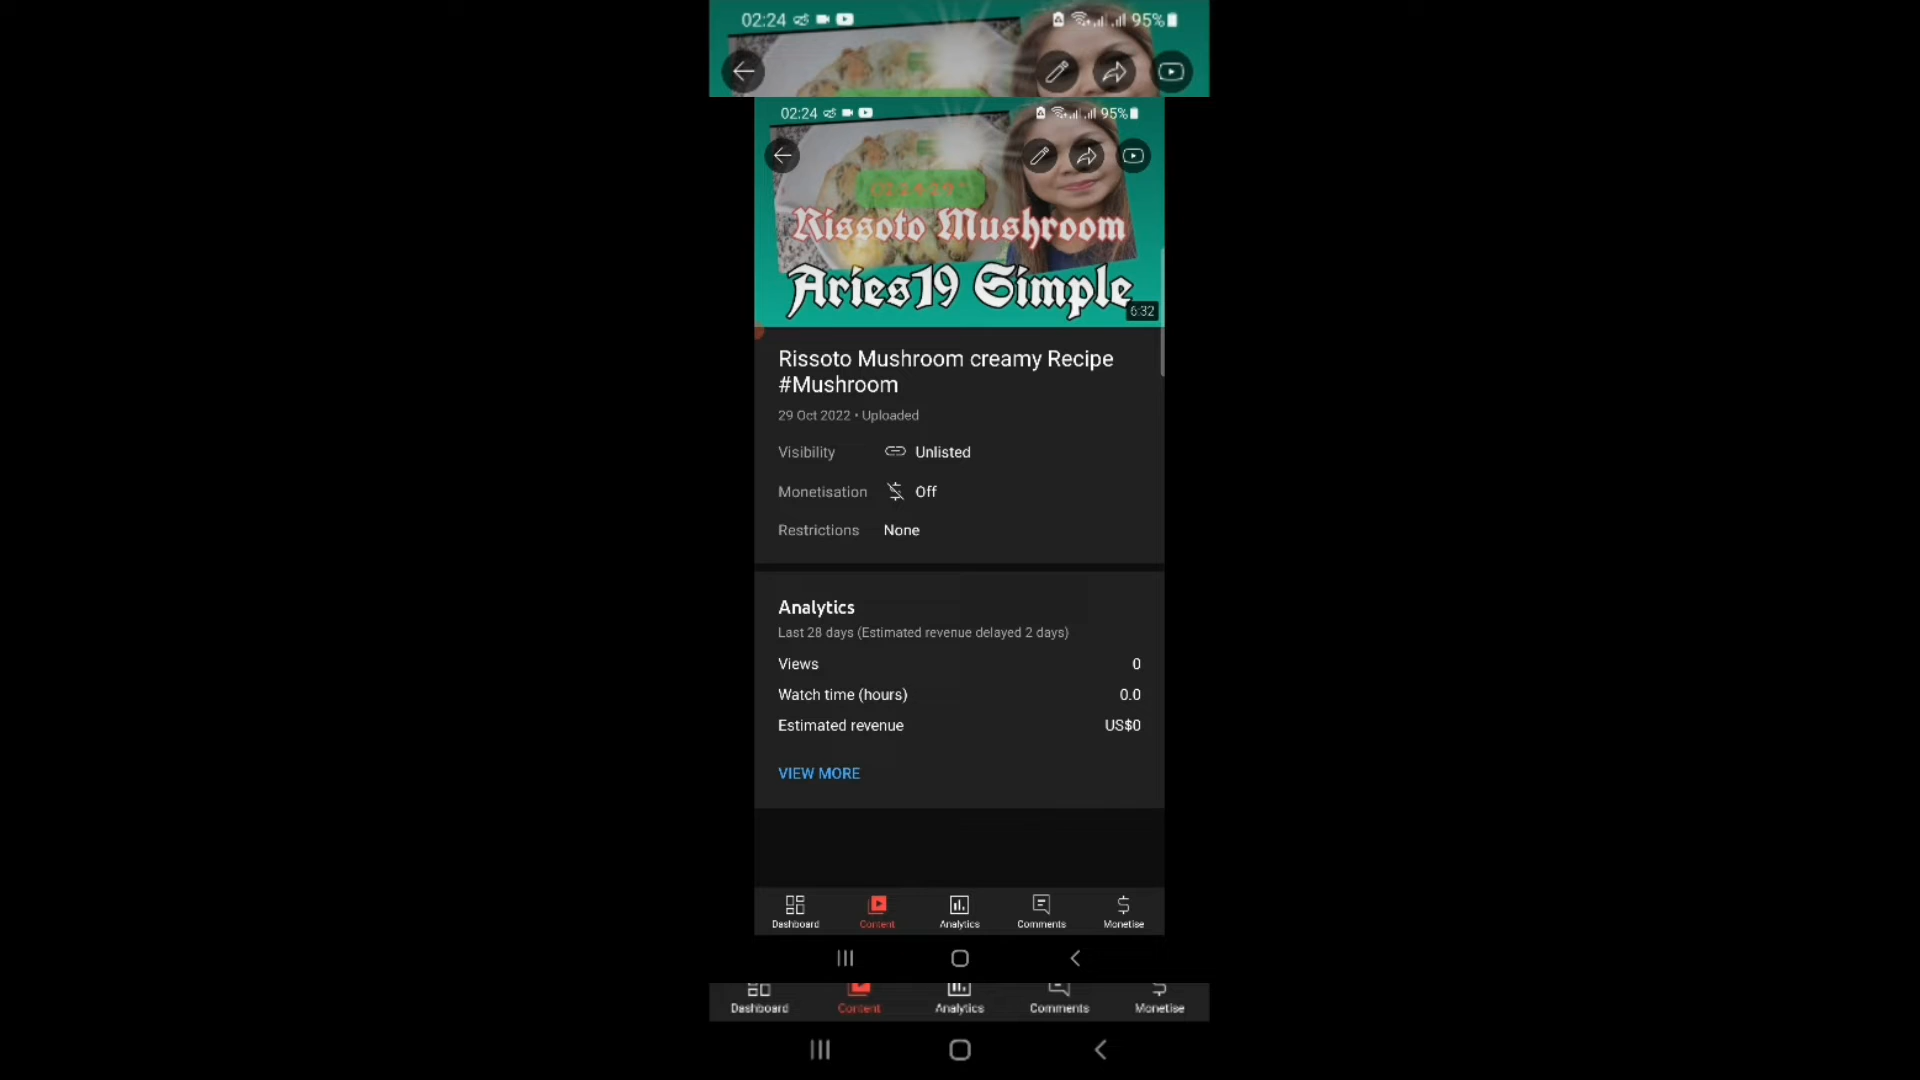 02:24
95%
02:24
95%
Rissoto Mushroom
Aries19 Simple
6:32
Rissoto Mushroom creamy Recipe
#Mushroom
29 Oct 2022 • Uploaded
Visibility Unlisted
Monetisation Off
Restrictions None
Analytics
Last 28 days (Estimated revenue delayed 2 days)
Views 0
Watch time (hours) 0.0
Estimated revenue US$0
VIEW MORE
Dashboard Content Analytics Comments Monetise
Dashboard Content Analytics Comments Monetise